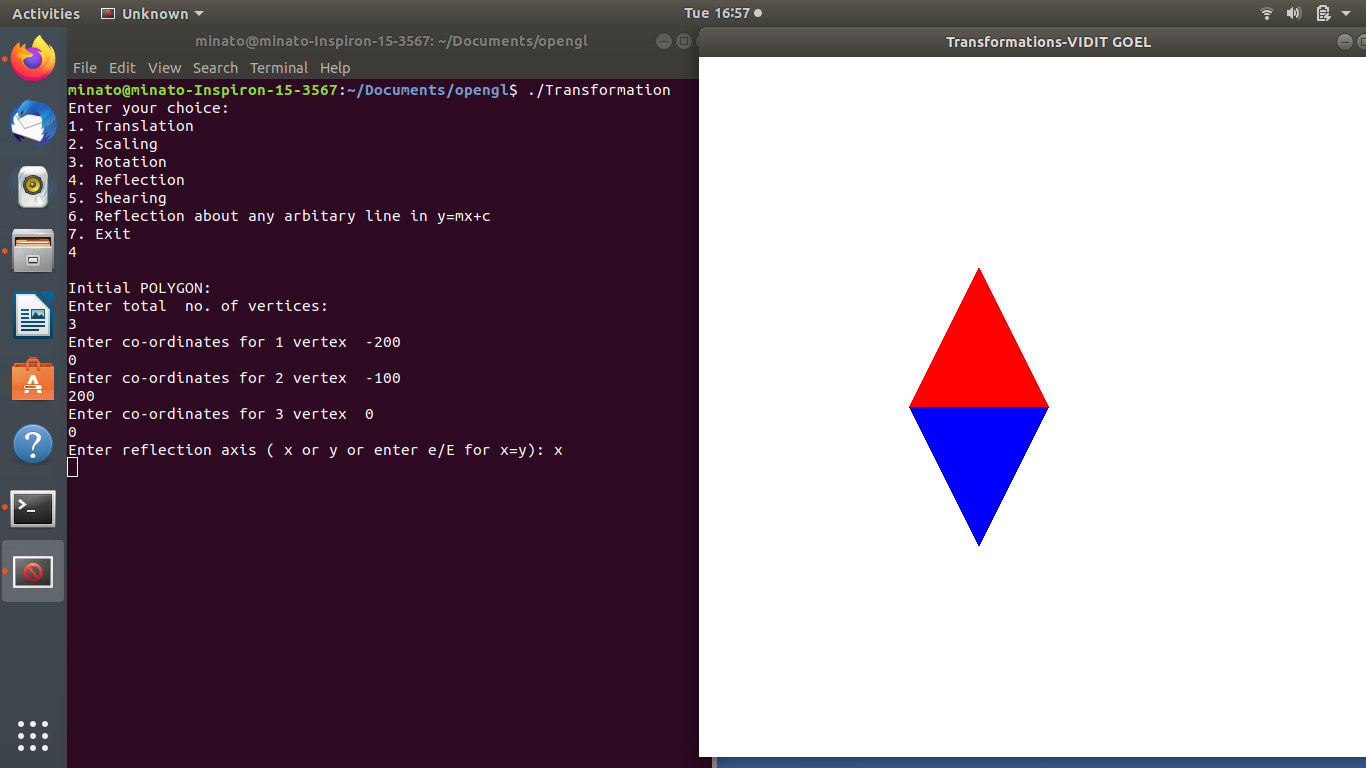 Activities Unknown Tue 16:57
minato@minato-Inspiron-15-3567: ~/Documents/opengl
File Edit View Search Terminal Help
minato@minato-Inspiron-15-3567:~/Documents/opengl$ ./Transformation
Enter your choice:
1. Translation
2. Scaling
3. Rotation
4. Reflection
5. Shearing
6. Reflection about any arbitary line in y=mx+c
7. Exit
4
Initial POLYGON:
Enter total  no. of vertices:
3
Enter co-ordinates for 1 vertex  -200
0
Enter co-ordinates for 2 vertex  -100
200
Enter co-ordinates for 3 vertex  0
0
Enter reflection axis ( x or y or enter e/E for x=y): x
Transformations-VIDIT GOEL